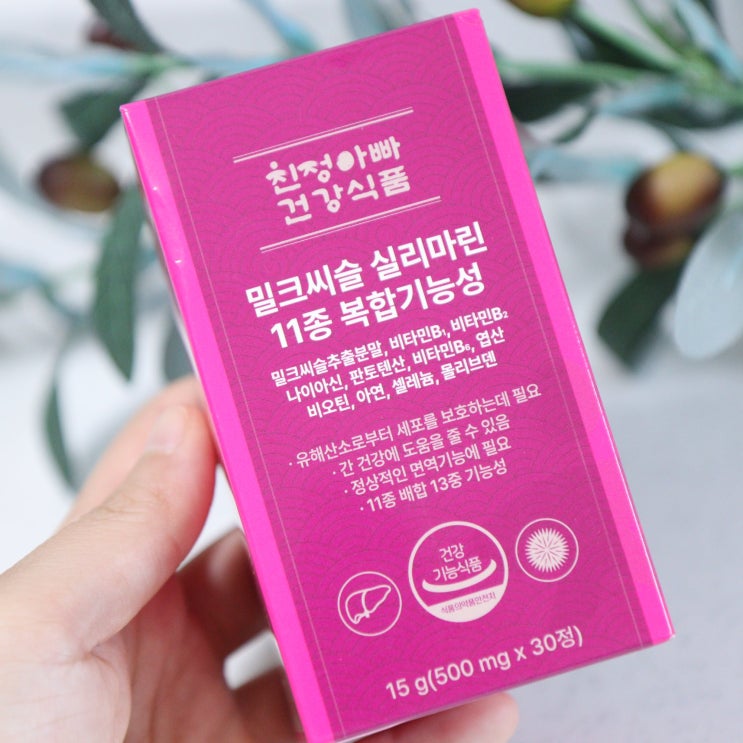 친정아빠
건강식품
밀크씨슬 실리마린
11종 복합기능성
밀크씨슬추출분말, 비타민B₁, 비타민B₂
나이아신, 판토텐산, 비타민B₆, 엽산
비오틴, 아연, 셀레늄, 몰리브덴
· 유해산소로부터 세포를 보호하는데 필요
· 간 건강에 도움을 줄 수 있음
· 정상적인 면역기능에 필요
· 11종 배합 13중 기능성
건강
기능식품
식품의약품안전처
15 g(500 mg x 30정)